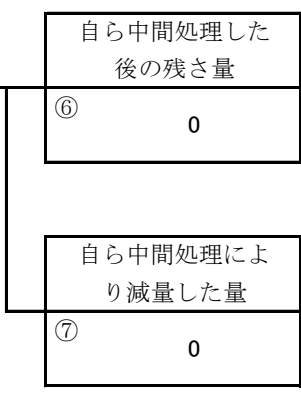 自ら中間処理した
後の残さ量
⑥
0
自ら中間処理によ
り減量した量
⑦
0